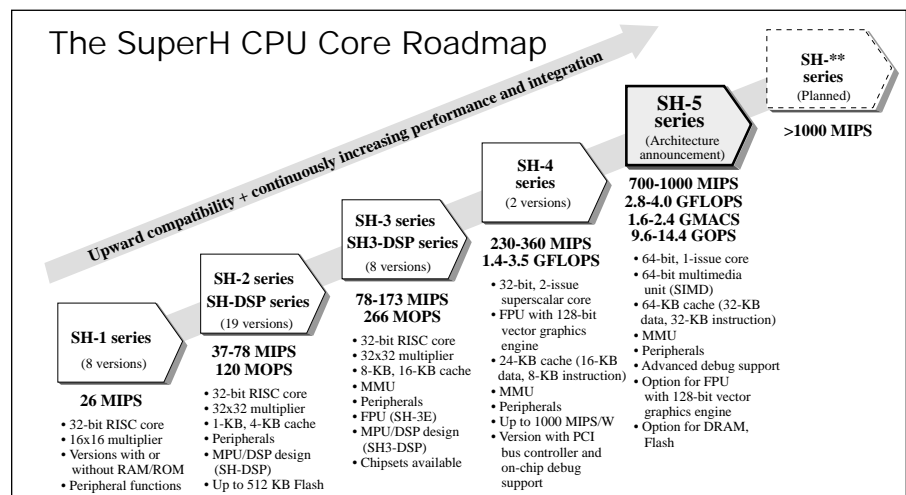 The SuperH CPU Core Roadmap
Upward compatibility + continuously increasing performance and integration
SH-1 series
(8 versions)
26 MIPS
• 32-bit RISC core
• 16x16 multiplier
• Versions with or
without RAM/ROM
• Peripheral functions
SH-2 series
SH-DSP series
(19 versions)
37-78 MIPS
120 MOPS
• 32-bit RISC core
• 32x32 multiplier
• 1-KB, 4-KB cache
• Peripherals
• MPU/DSP design
(SH-DSP)
• Up to 512 KB Flash
SH-3 series
SH3-DSP series
(8 versions)
78-173 MIPS
266 MOPS
• 32-bit RISC core
• 32x32 multiplier
• 8-KB, 16-KB cache
• MMU
• Peripherals
• FPU (SH-3E)
• MPU/DSP design
(SH3-DSP)
• Chipsets available
SH-4
series
(2 versions)
230-360 MIPS
1.4-3.5 GFLOPS
• 32-bit, 2-issue
superscalar core
• FPU with 128-bit
vector graphics
engine
• 24-KB cache (16-KB
data, 8-KB instruction)
• MMU
• Peripherals
• Up to 1000 MIPS/W
• Version with PCI
bus controller and
on-chip debug
support
SH-5
series
(Architecture
announcement)
700-1000 MIPS
2.8-4.0 GFLOPS
1.6-2.4 GMACS
9.6-14.4 GOPS
• 64-bit, 1-issue core
• 64-bit multimedia
unit (SIMD)
• 64-KB cache (32-KB
data, 32-KB instruction)
• MMU
• Peripherals
• Advanced debug support
• Option for FPU
with 128-bit vector
graphics engine
• Option for DRAM,
Flash
SH-**
series
(Planned)
>1000 MIPS